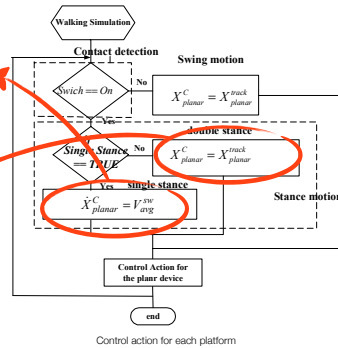 Walking Simulation
Contact detection
Swing motion
Swich == On
No
X^C_planar = X^track_planar
Yes
double stance
Single Stance
== TRUE
No
X^C_planar = X^track_planar
Yes
single stance
Stance motion
Ẋ^C_planar = V^sw_avg
Control Action for
the planr device
end
Control action for each platform